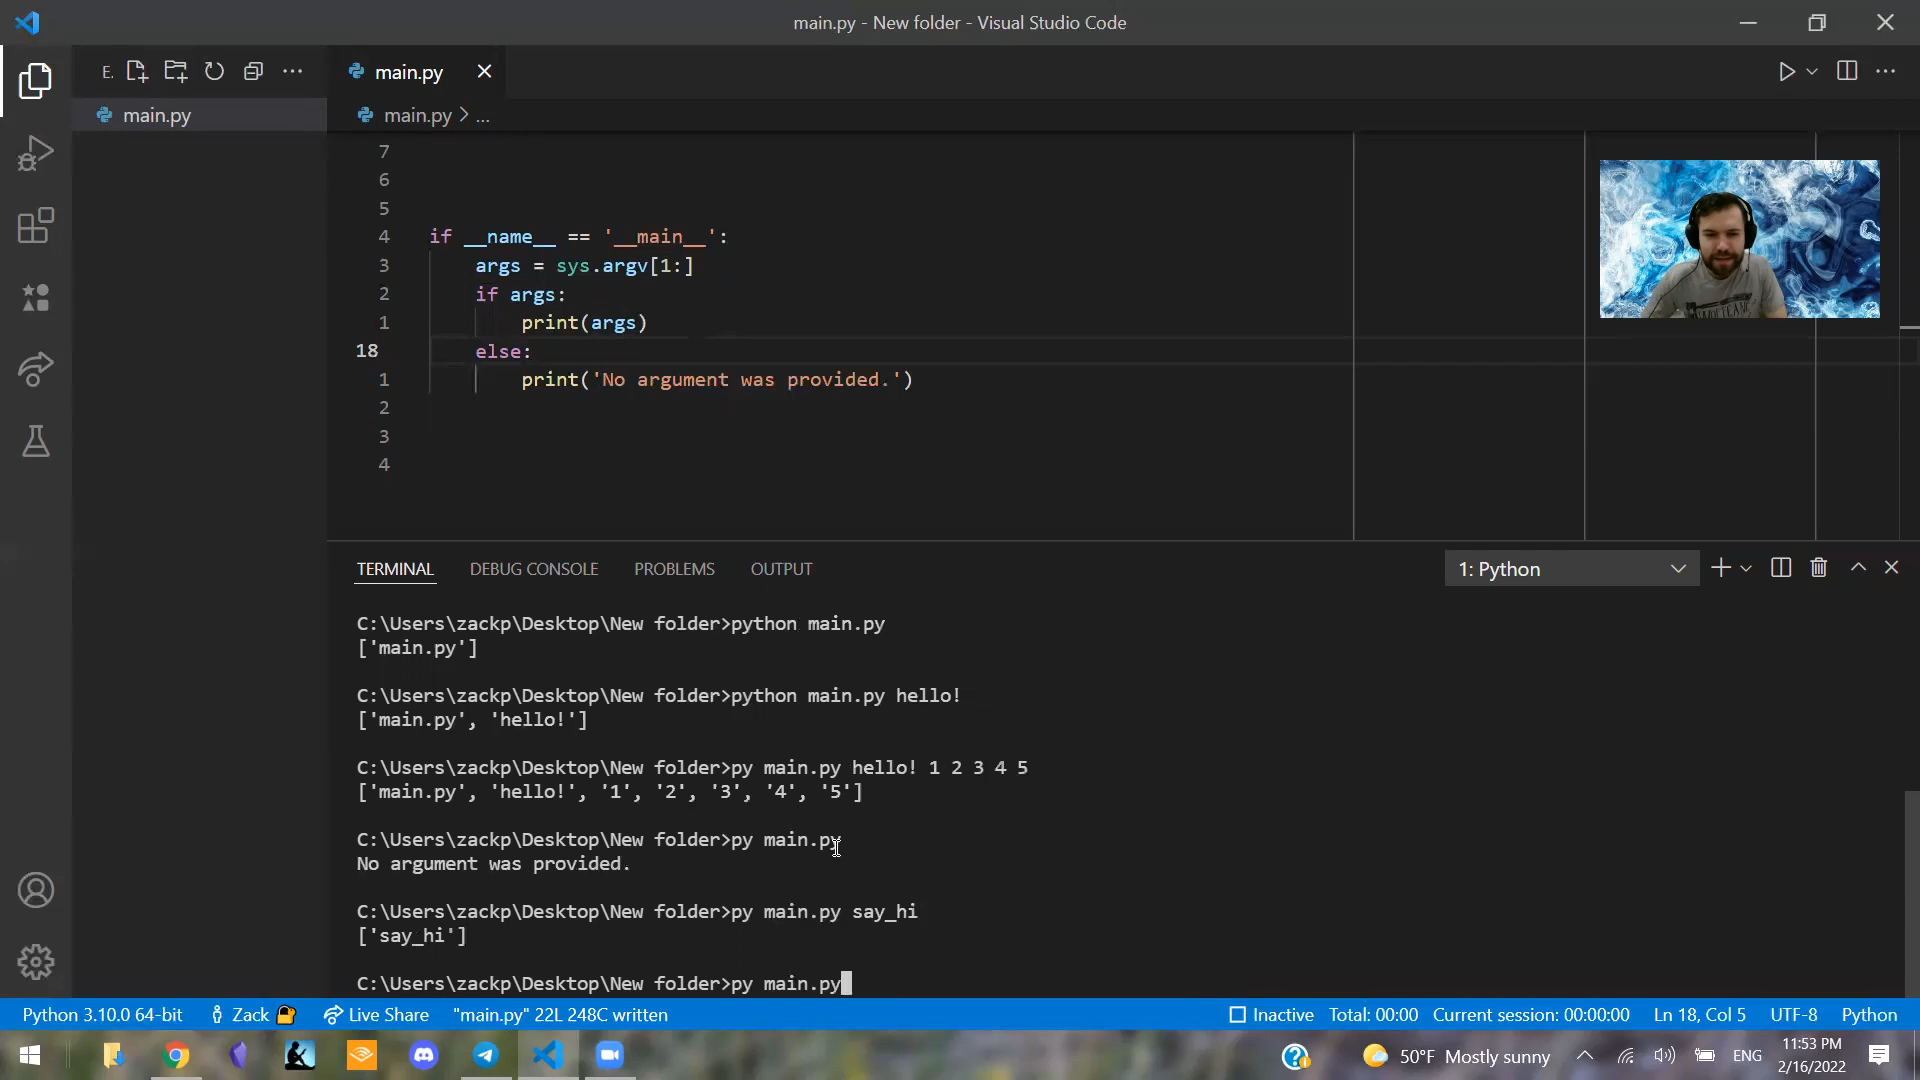 main.py - New folder - Visual Studio Code
E.
main.py
main.py
main.py > ...
7
6
5
4 if __name__ == '__main__':
3 args = sys.argv[1:]
2 if args:
1 print(args)
18 else:
1 print('No argument was provided.')
2
3
4
TERMINAL DEBUG CONSOLE PROBLEMS OUTPUT 1: Python
C:\Users\zackp\Desktop\New folder>python main.py
['main.py']
C:\Users\zackp\Desktop\New folder>python main.py hello!
['main.py', 'hello!']
C:\Users\zackp\Desktop\New folder>py main.py hello! 1 2 3 4 5
['main.py', 'hello!', '1', '2', '3', '4', '5']
C:\Users\zackp\Desktop\New folder>py main.py
No argument was provided.
C:\Users\zackp\Desktop\New folder>py main.py say_hi
['say_hi']
C:\Users\zackp\Desktop\New folder>py main.py
Python 3.10.0 64-bit Zack Live Share "main.py" 22L 248C written Inactive Total: 00:00 Current session: 00:00:00 Ln 18, Col 5 UTF-8 Python
50°F Mostly sunny ENG 11:53 PM
2/16/2022